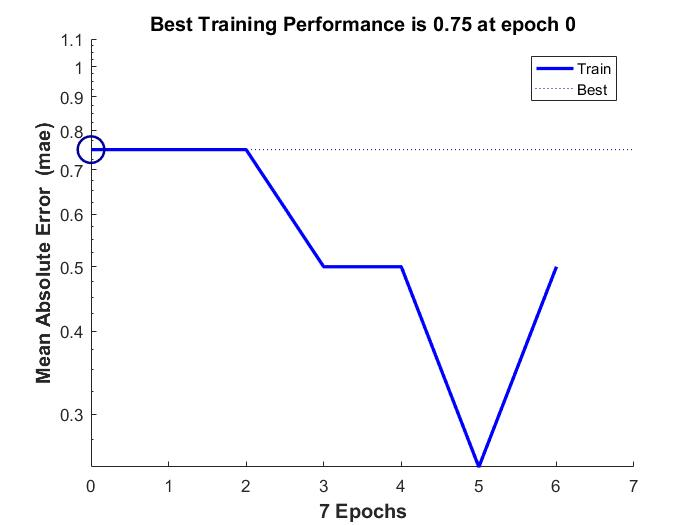 Best Training Performance is 0.75 at epoch 0
1.1
1
0.9
0.8
0.7
0.6
0.5
0.4
0.3
Mean Absolute Error (mae)
Train
Best
0 1 2 3 4 5 6 7
7 Epochs